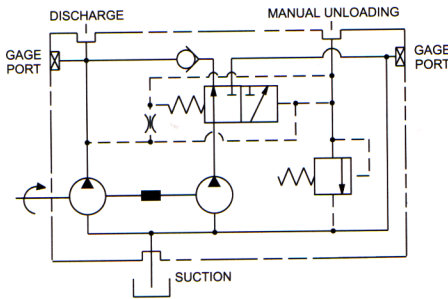 DISCHARGE
MANUAL UNLOADING
GAGE
PORT
GAGE
PORT
SUCTION